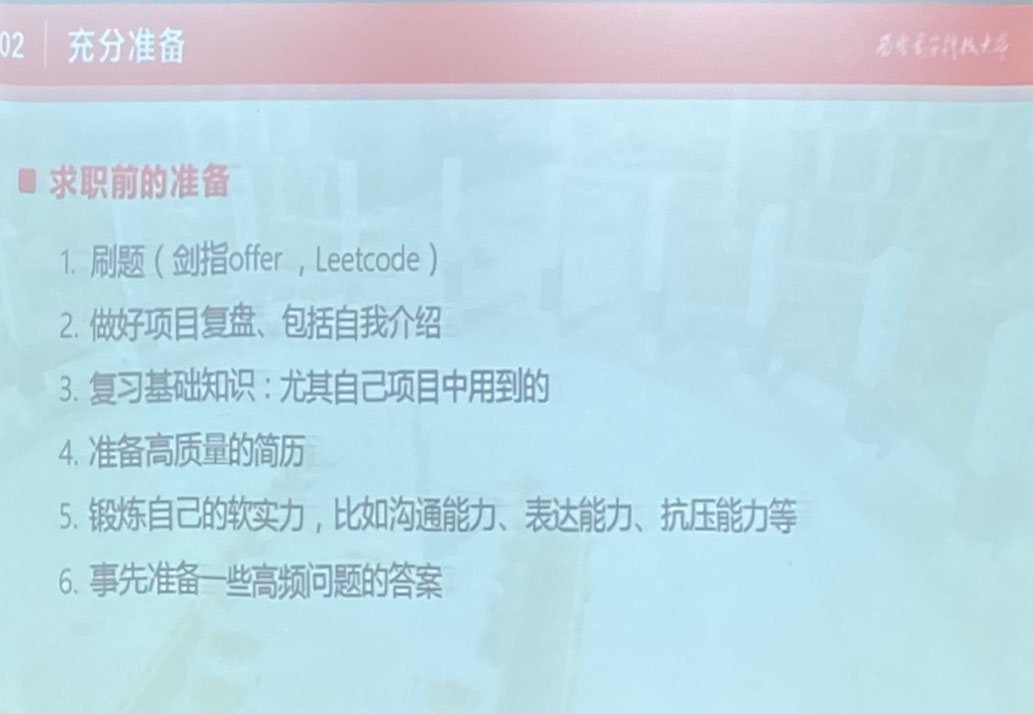 02 充分准备
西安电子科技大学
求职前的准备
1. 刷题（剑指offer ，Leetcode）
2. 做好项目复盘、包括自我介绍
3. 复习基础知识：尤其自己项目中用到的
4. 准备高质量的简历
5. 锻炼自己的软实力，比如沟通能力、表达能力、抗压能力等
6. 事先准备一些高频问题的答案